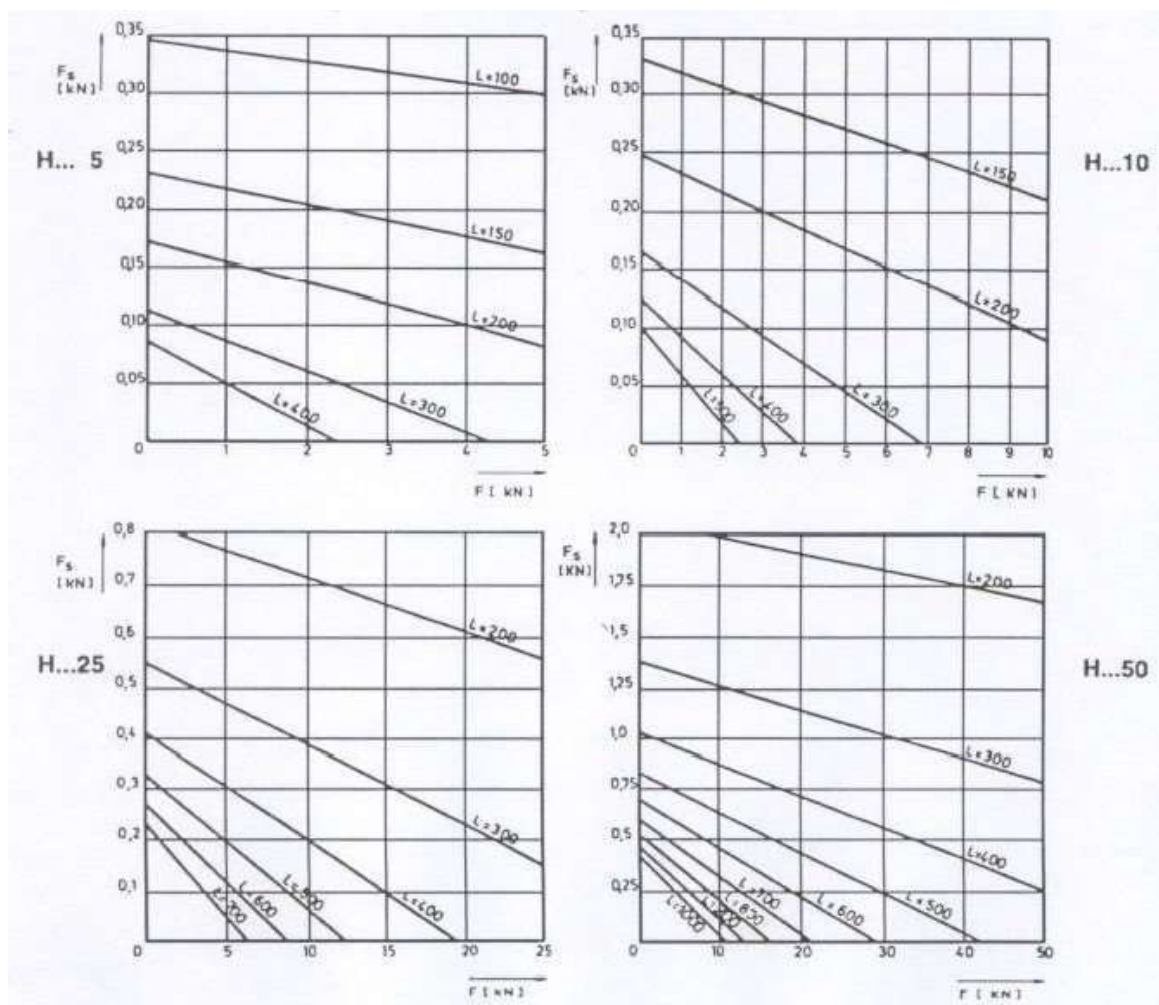 H... 5
Fs
[kN]
0,35
0,30
0,25
0,20
0,15
0,10
0,05
0
1
2
3
4
5
F [kN]
L=100
L=150
L=200
L=300
L=400
H...10
Fs
[kN]
0,35
0,30
0,25
0,20
0,15
0,10
0,05
0
1
2
3
4
5
6
7
8
9
10
F [kN]
L=150
L=200
L=300
L=400
L=500
H...25
Fs
[kN]
0,8
0,7
0,6
0,5
0,4
0,3
0,2
0,1
0
5
10
15
20
25
F [kN]
L=200
L=300
L=400
L=500
L=600
L=700
H...50
Fs
[kN]
2,0
1,75
1,5
1,25
1,0
0,75
0,5
0,25
0
10
20
30
40
50
F [kN]
L=200
L=300
L=400
L=500
L=600
L=700
L=800
L=1000